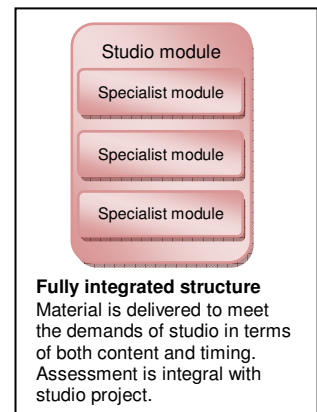 Studio module
Specialist module
Specialist module
Specialist module
Fully integrated structure
Material is delivered to meet
the demands of studio in terms
of both content and timing.
Assessment is integral with
studio project.